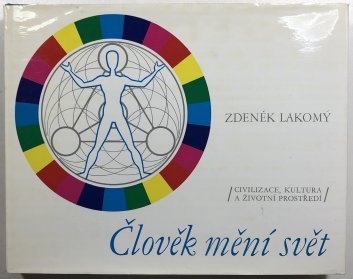 ZDENĚK LAKOMÝ
/ CIVILIZACE, KULTURA
A ŽIVOTNÍ PROSTŘEDÍ /
Člověk mění svět